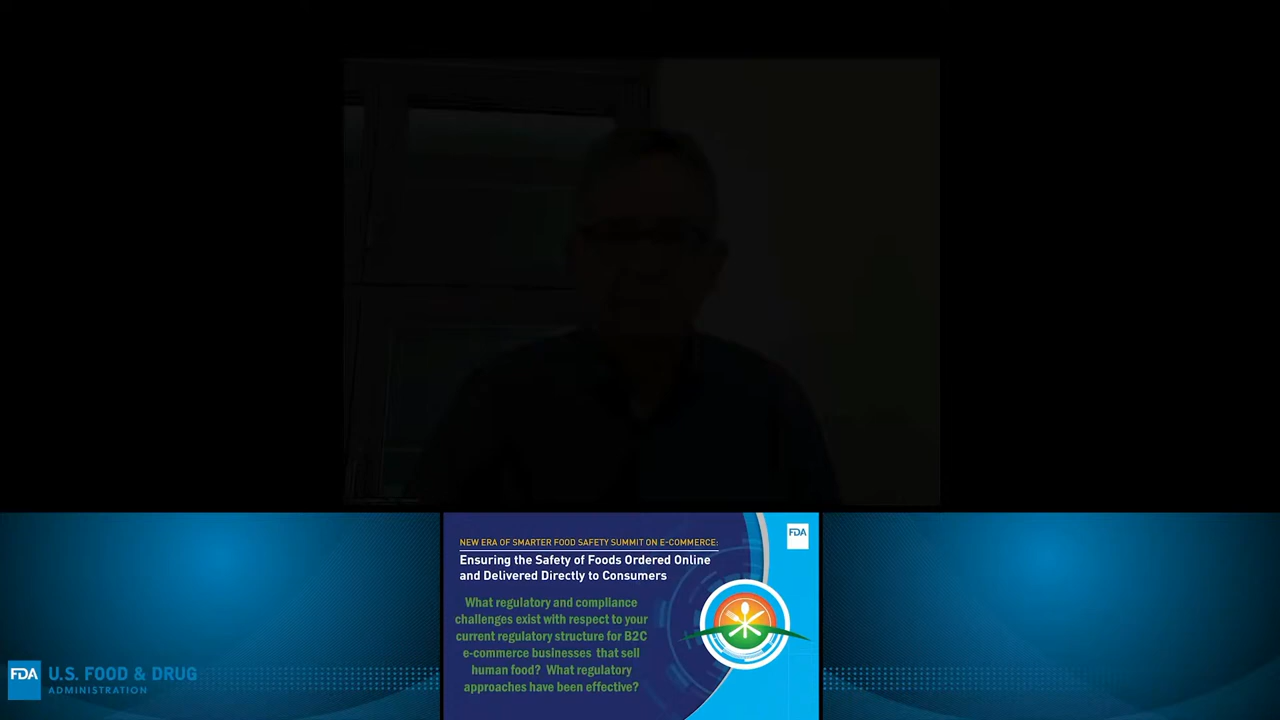 NEW ERA OF SMARTER FOOD SAFETY SUMMIT ON E-COMMERCE:
FDA
Ensuring the Safety of Foods Ordered Online
and Delivered Directly to Consumers
What regulatory and compliance
challenges exist with respect to your
current regulatory structure for B2C
e-commerce businesses that sell
human food? What regulatory
approaches have been effective?
FDA U.S. FOOD & DRUG
ADMINISTRATION